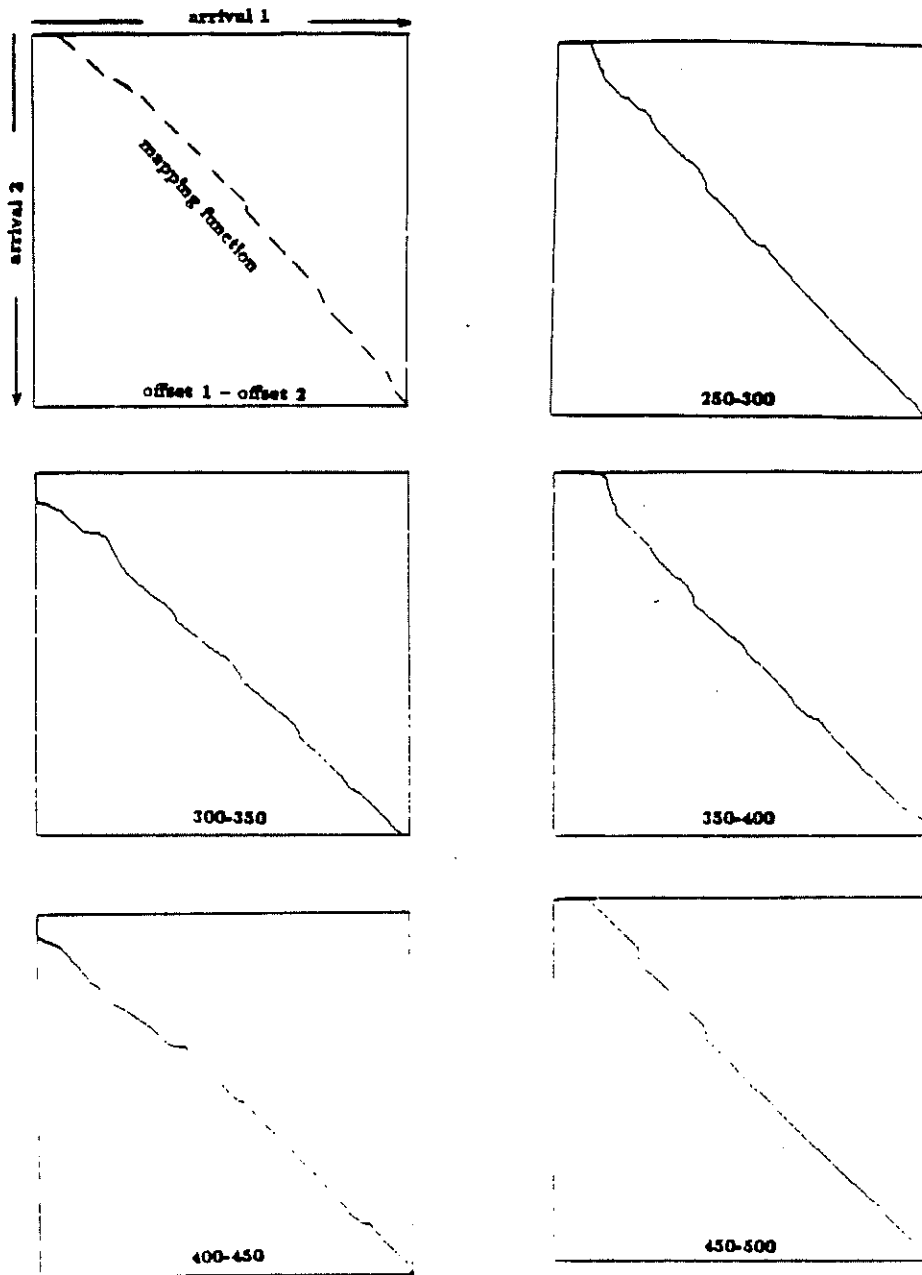 arrival 1
arrival 2
mapping function
offset 1 – offset 2
250-300
300-350
350-400
400-450
450-500